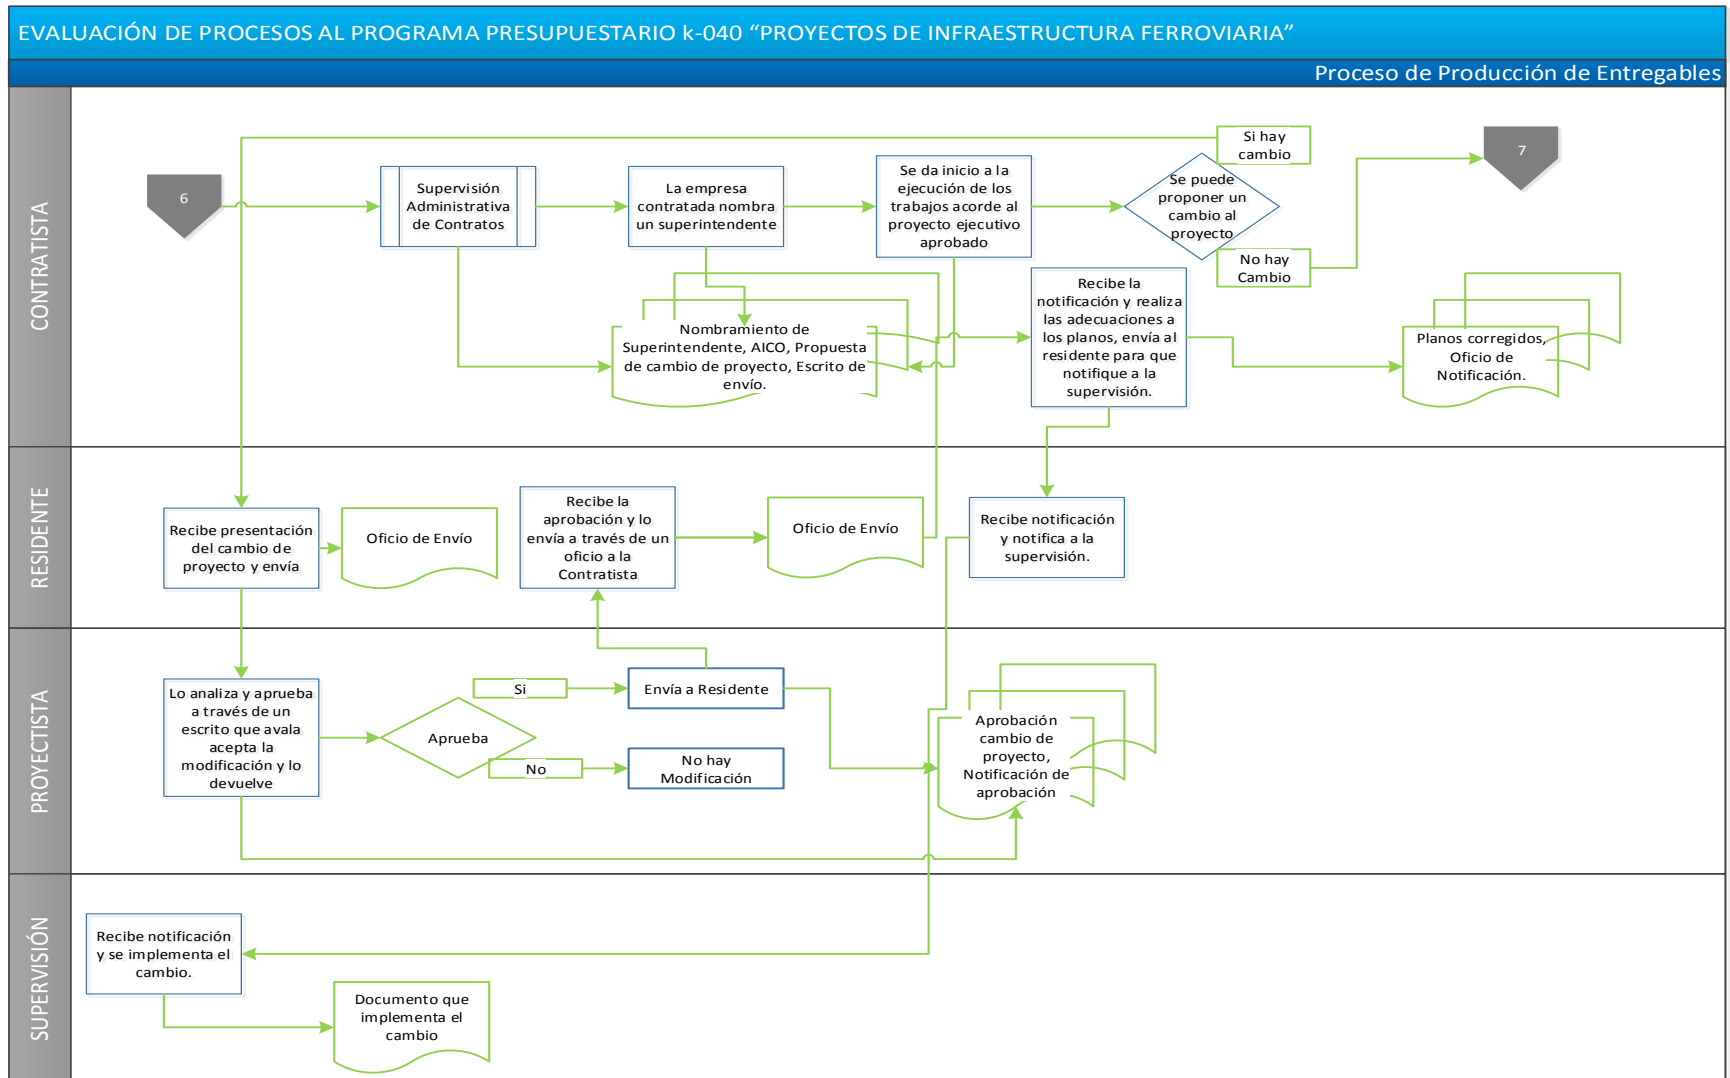 EVALUACIÓN DE PROCESOS AL PROGRAMA PRESUPUESTARIO k-040 “PROYECTOS DE INFRAESTRUCTURA FERROVIARIA”
Proceso de Producción de Entregables
CONTRATISTA
6
Supervisión
Administrativa
de Contratos
La empresa
contratada nombra
un superintendente
Se da inicio a la
ejecución de los
trabajos acorde al
proyecto ejecutivo
aprobado
Se puede
proponer un
cambio al
proyecto
Si hay
cambio
No hay
Cambio
7
Nombramiento de
Superintendente, AICO, Propuesta
de cambio de proyecto, Escrito de
envío.
Recibe la
notificación y realiza
las adecuaciones a
los planos, envía al
residente para que
notifique a la
supervisión.
Planos corregidos,
Oficio de
Notificación.
RESIDENTE
Recibe presentación
del cambio de
proyecto y envía
Oficio de Envío
Recibe la
aprobación y lo
envía a través de un
oficio a la
Contratista
Oficio de Envío
Recibe notificación
y notifica a la
supervisión.
PROYECTISTA
Lo analiza y aprueba
a través de un
escrito que avala
acepta la
modificación y lo
devuelve
Aprueba
Si
No
Envía a Residente
No hay
Modificación
Aprobación
cambio de
proyecto,
Notificación de
aprobación
SUPERVISIÓN
Recibe notificación
y se implementa el
cambio.
Documento que
implementa el
cambio